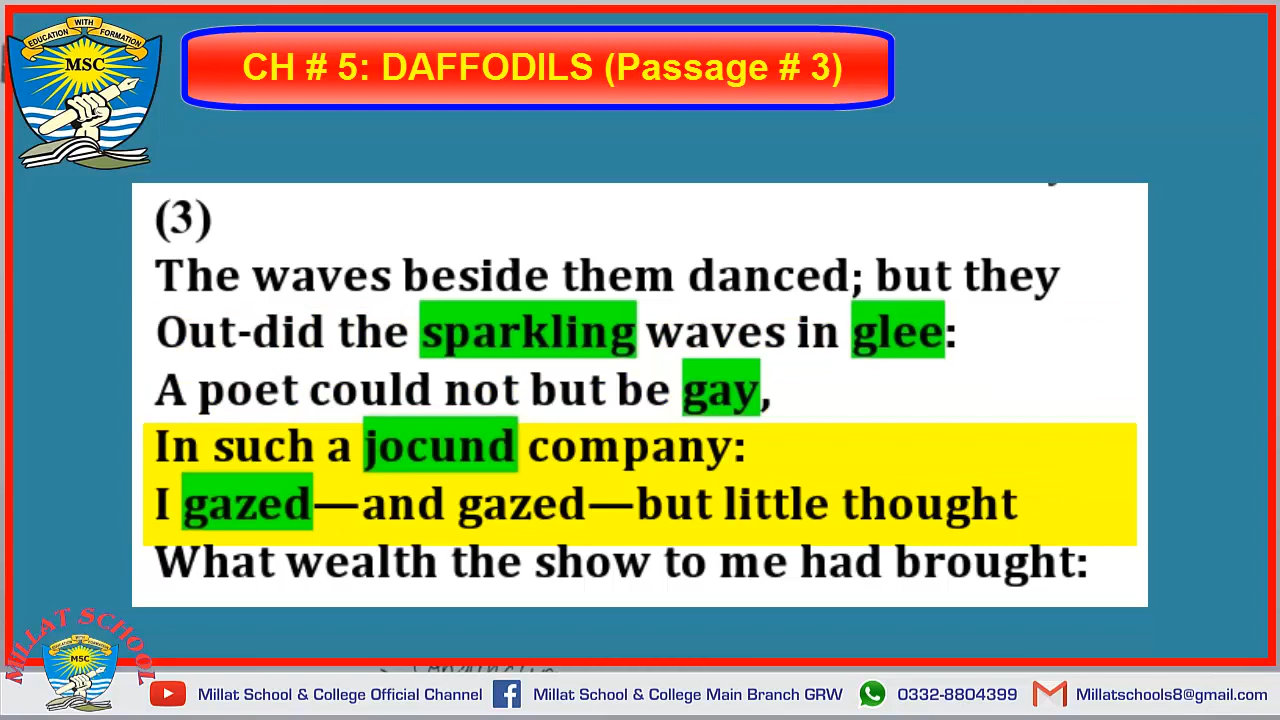 EDUCATION WITH FORMATION
MSC
CH # 5: DAFFODILS (Passage # 3)
(3)
The waves beside them danced; but they
Out-did the sparkling waves in glee:
A poet could not but be gay,
In such a jocund company:
I gazed—and gazed—but little thought
What wealth the show to me had brought:
MILLAT SCHOOL
MSC
Millat School & College Official Channel
Millat School & College Main Branch GRW
0332-8804399
Millatschools8@gmail.com